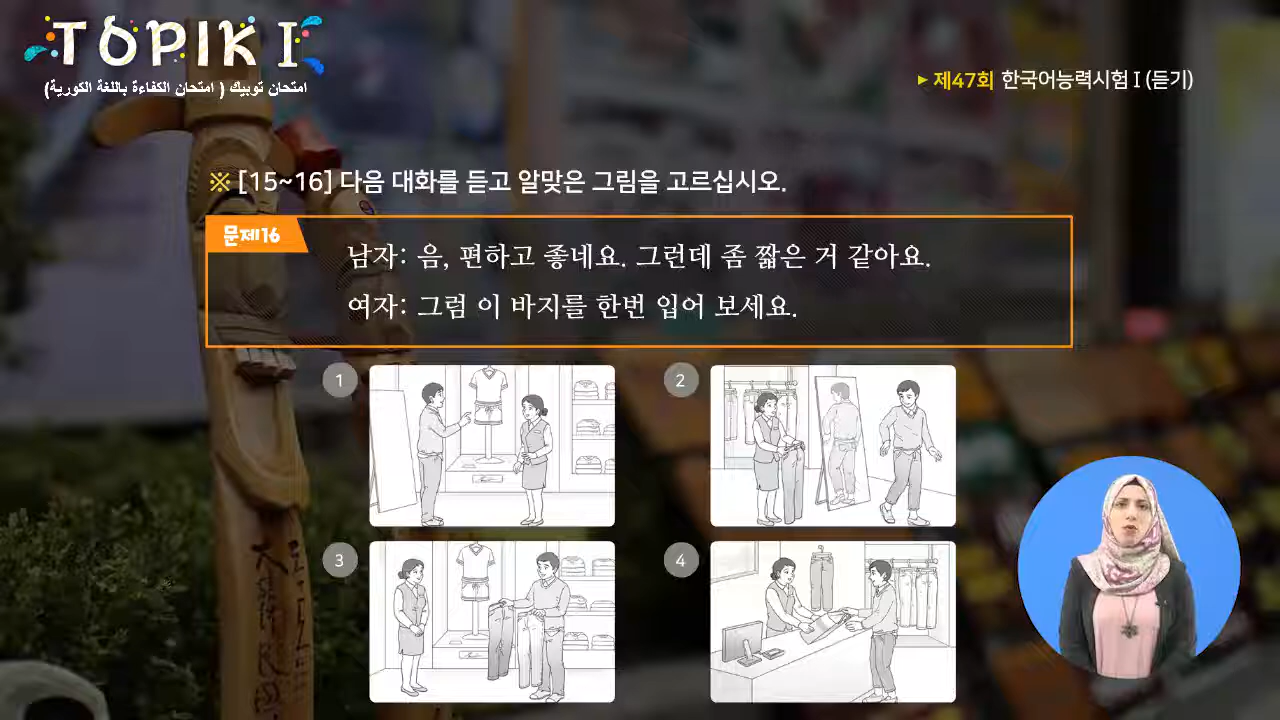 TOPIK I
امتحان توبيك ( امتحان الكفاءة باللغة الكورية)
▶ 제47회 한국어능력시험 I (듣기)
※ [15~16] 다음 대화를 듣고 알맞은 그림을 고르십시오.
문제16
남자: 음, 편하고 좋네요. 그런데 좀 짧은 거 같아요.
여자: 그럼 이 바지를 한번 입어 보세요.
1
2
3
4